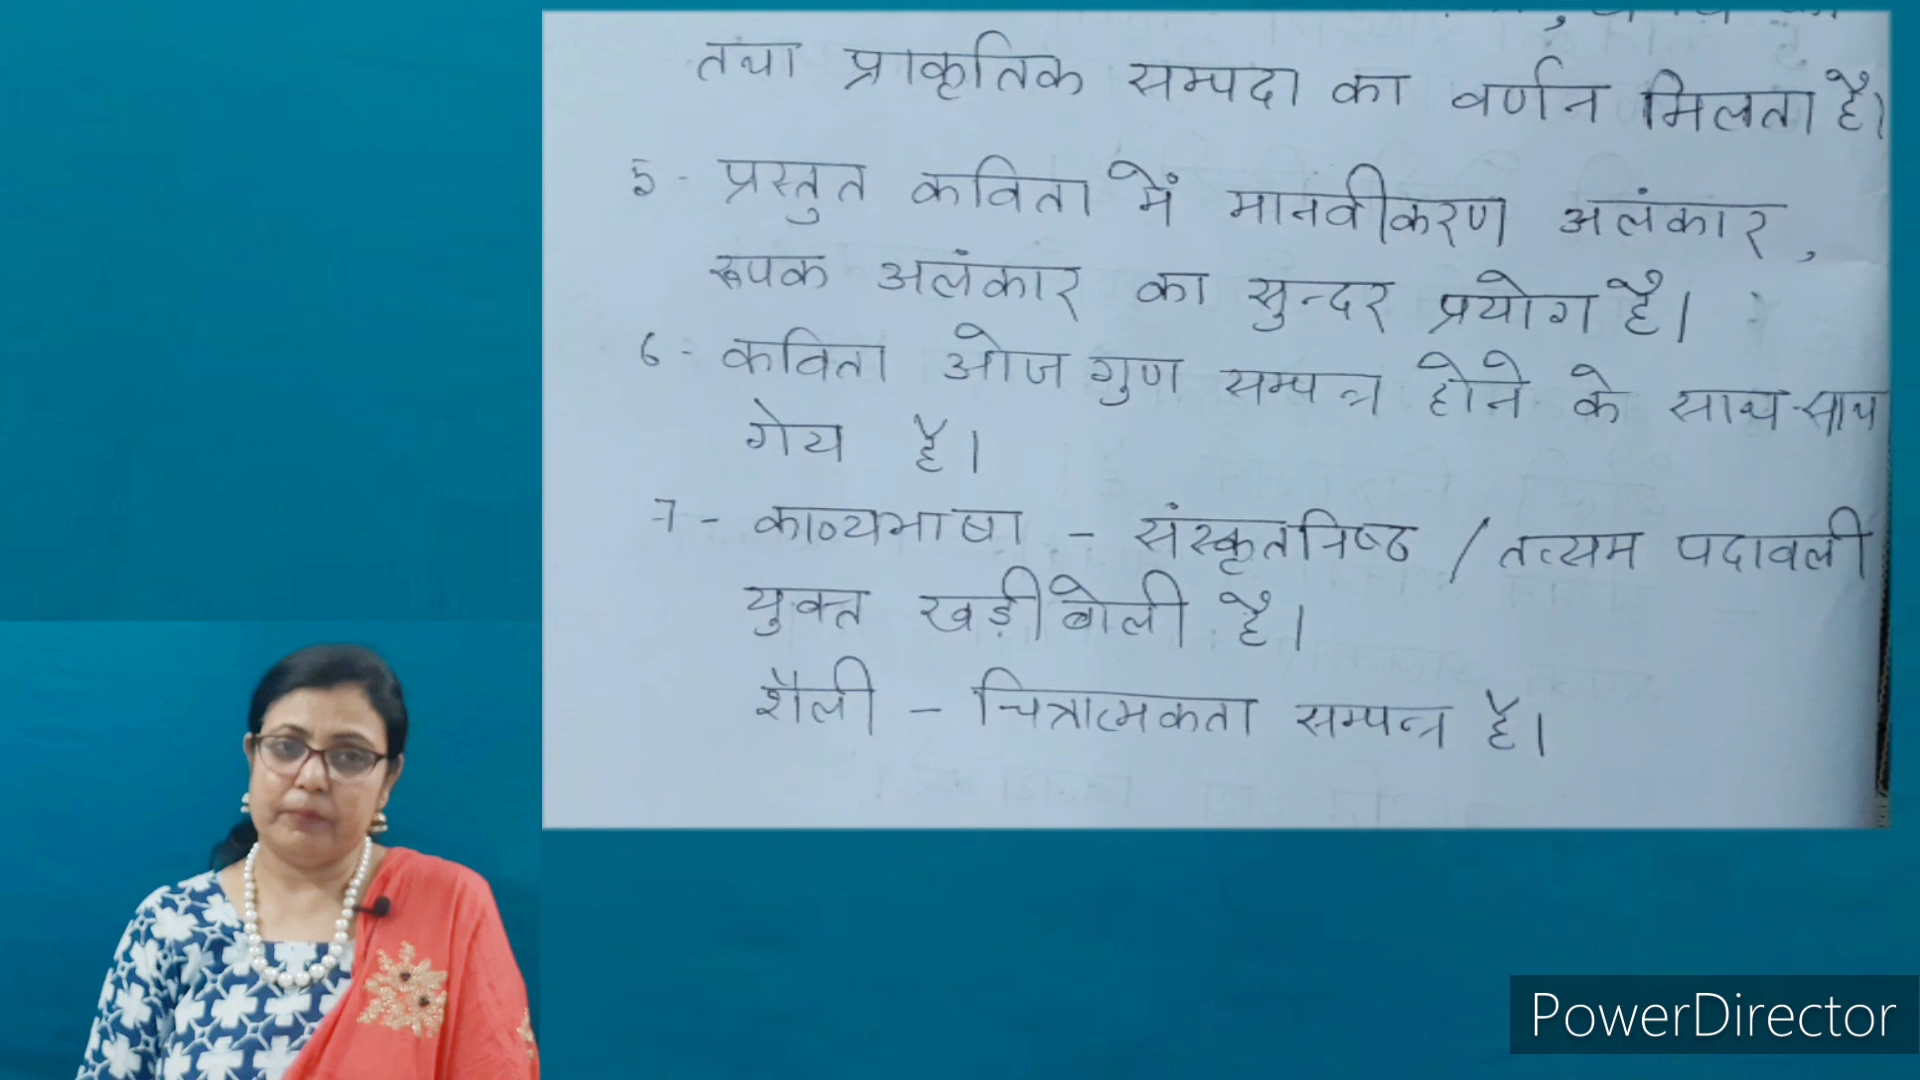 तथा प्राकृतिक सम्पदा का वर्णन मिलता है।
5- प्रस्तुत कविता में मानवीकरण अलंकार,
रूपक अलंकार का सुन्दर प्रयोग है।
6- कविता ओज गुण सम्पन्न होने के साथ-साथ
गेय है।
7- काव्यभाषा - संस्कृतनिष्ठ / तत्सम पदावली
युक्त खड़ीबोली है।
शैली - चित्रात्मकता सम्पन्न है।
PowerDirector